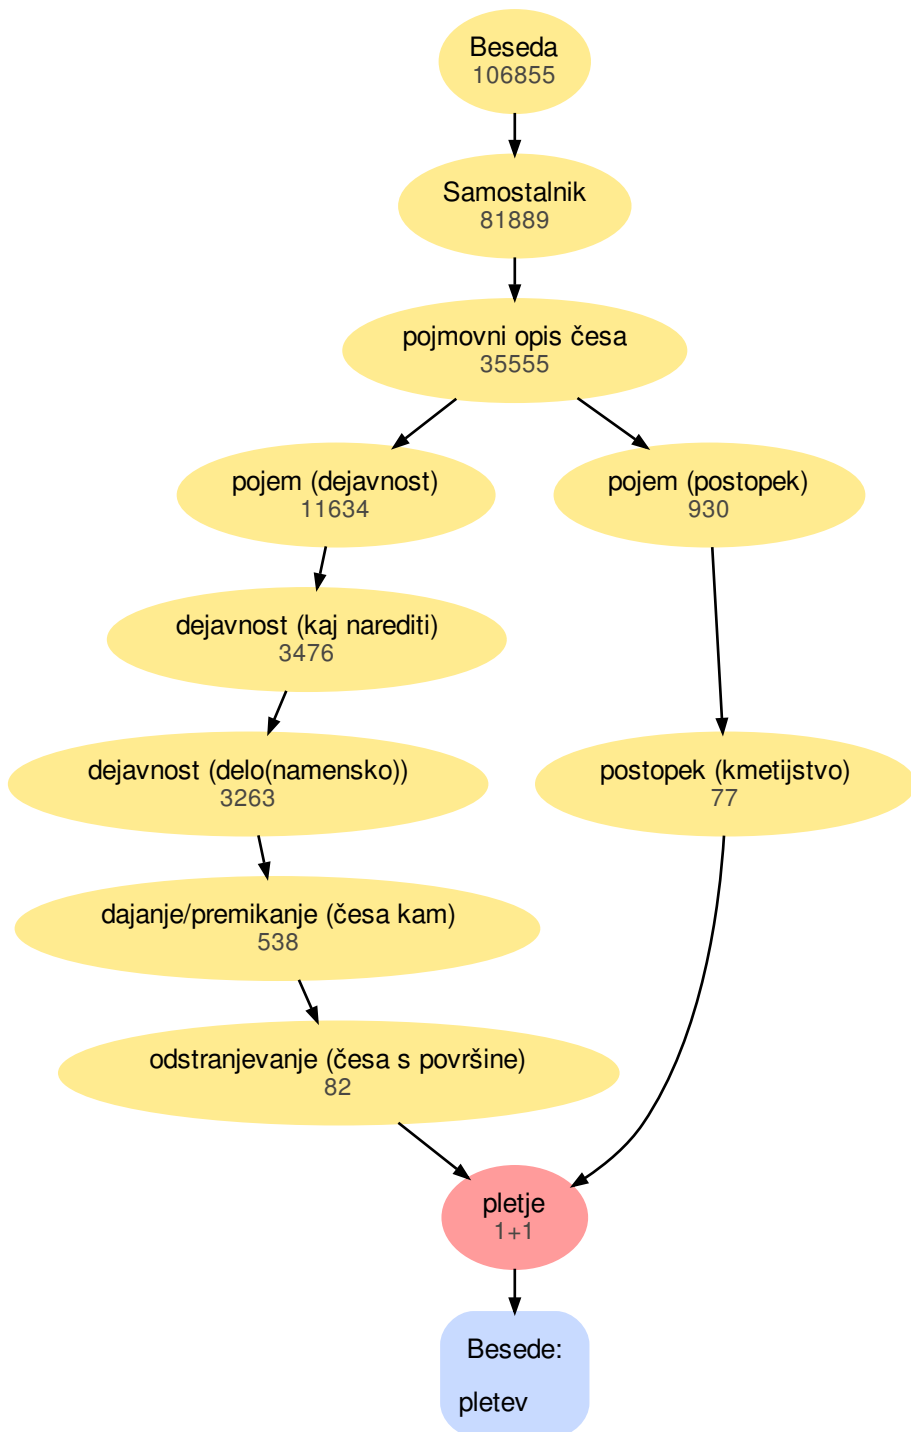 Beseda
106855
Samostalnik
81889
pojmovni opis česa
35555
pojem (dejavnost)
11634
pojem (postopek)
930
dejavnost (kaj narediti)
3476
dejavnost (delo(namensko))
3263
postopek (kmetijstvo)
77
dajanje/premikanje (česa kam)
538
odstranjevanje (česa s površine)
82
pletje
1+1
Besede:
pletev